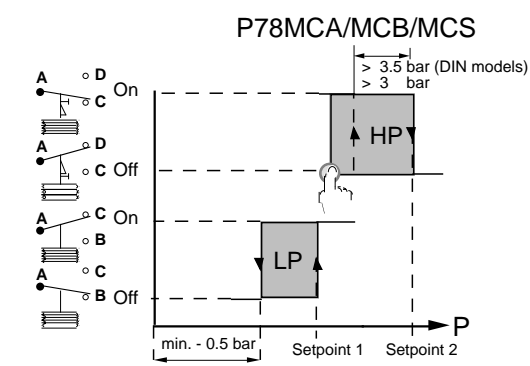 P78MCA/MCB/MCS
> 3.5 bar (DIN models)
> 3 bar
A D
C On
HP
A D
C Off
A C On
B
LP
A C
B Off
P
min. - 0.5 bar
Setpoint 1 Setpoint 2